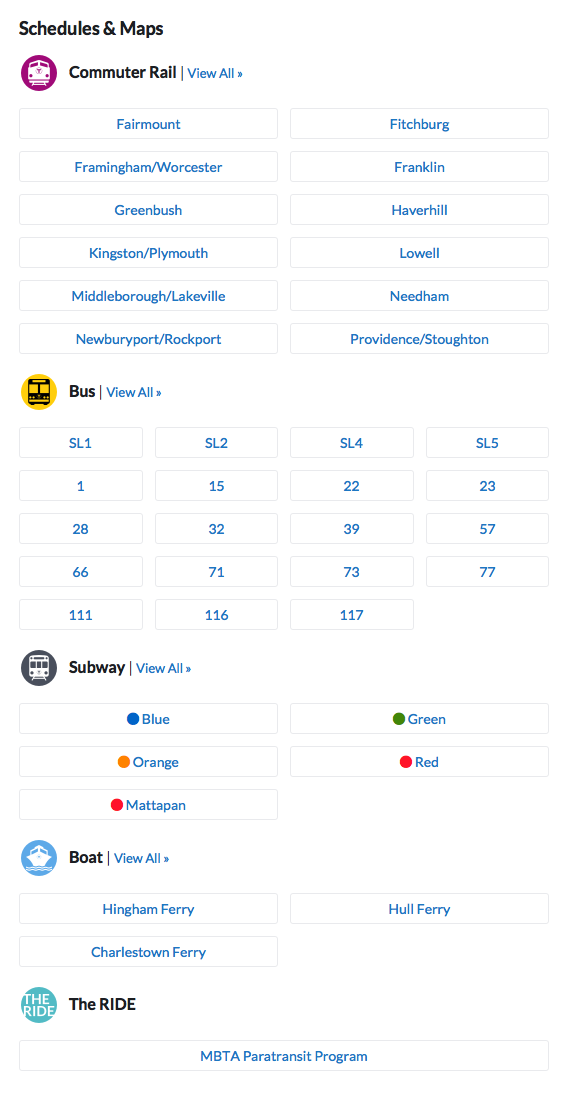 Schedules & Maps
Commuter Rail | View All »
Fairmount Fitchburg
Framingham/Worcester Franklin
Greenbush Haverhill
Kingston/Plymouth Lowell
Middleborough/Lakeville Needham
Newburyport/Rockport Providence/Stoughton
Bus | View All »
SL1 SL2 SL4 SL5
1 15 22 23
28 32 39 57
66 71 73 77
111 116 117
Subway | View All »
Blue Green
Orange Red
Mattapan
Boat | View All »
Hingham Ferry Hull Ferry
Charlestown Ferry
THE
RIDE
The RIDE
MBTA Paratransit Program